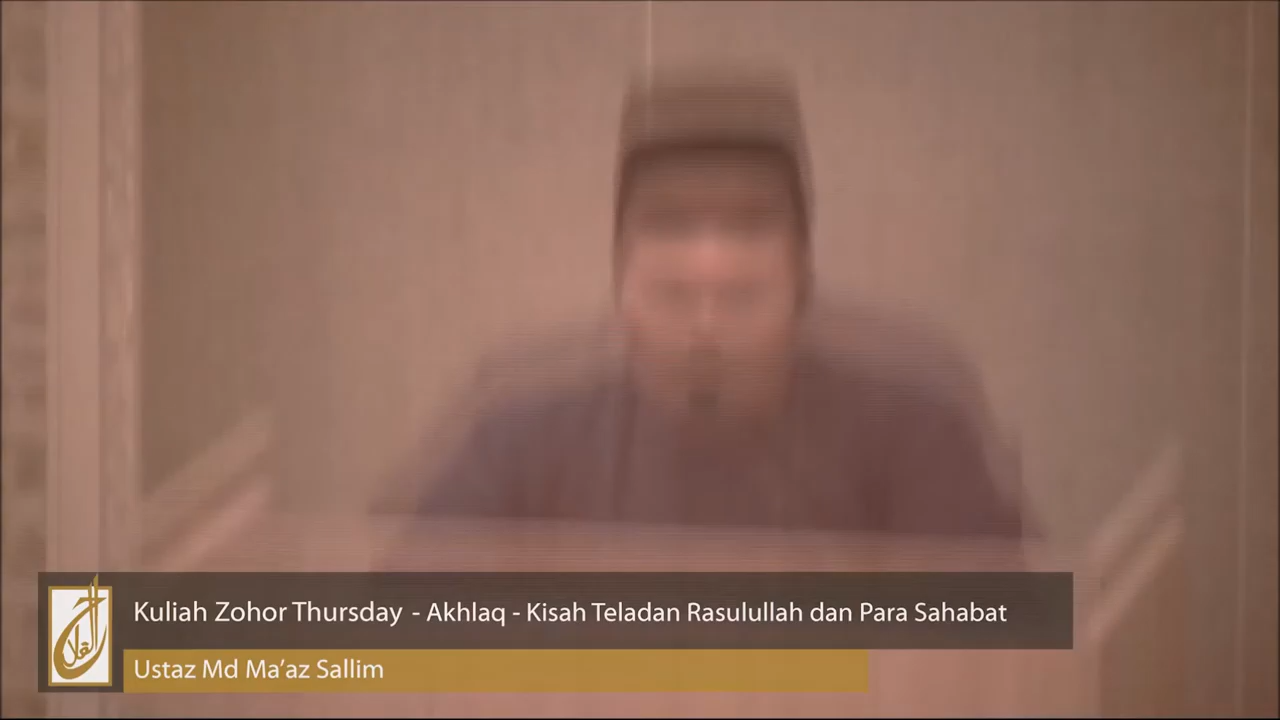 Kuliah Zohor Thursday - Akhlaq - Kisah Teladan Rasulullah dan Para Sahabat
Ustaz Md Ma’az Sallim